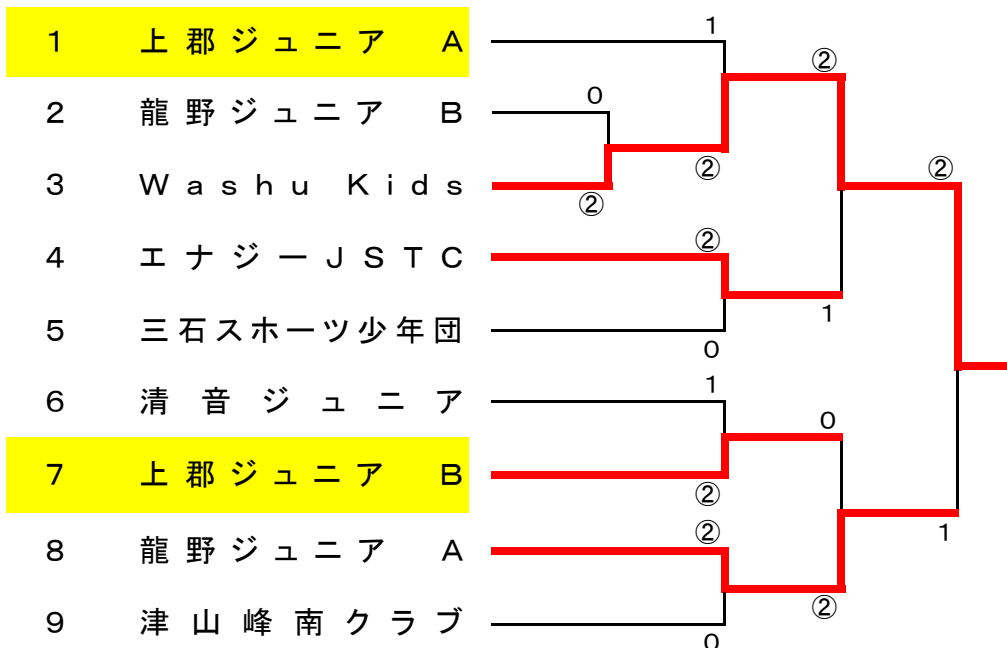 1 上郡ジュニア A 1
②
2 龍野ジュニア B 0
②
3 Washu Kids ②
②
4 エナジーJSTC ②
1
5 三石スポーツ少年団 0
6 清音ジュニア 1
0
7 上郡ジュニア B ②
8 龍野ジュニア A ②
1
②
9 津山峰南クラブ 0